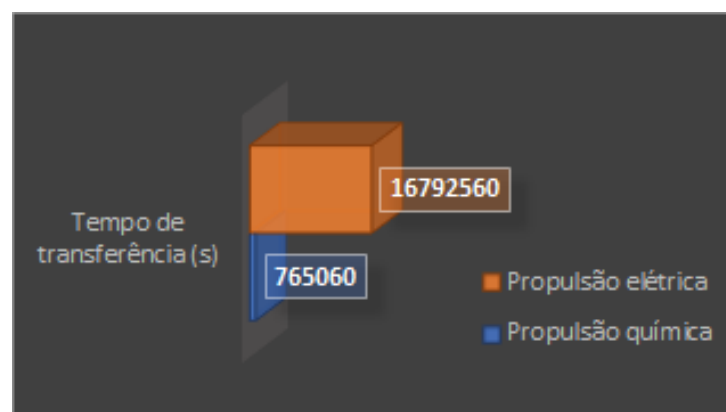 16792560
Tempo de
transferência (s)
765060
Propulsão elétrica
Propulsão química